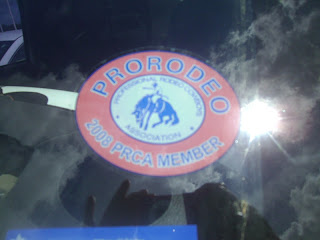 PRORODEO
PROFESSIONAL RODEO COWBOYS
ASSOCIATION
2008 PRCA MEMBER